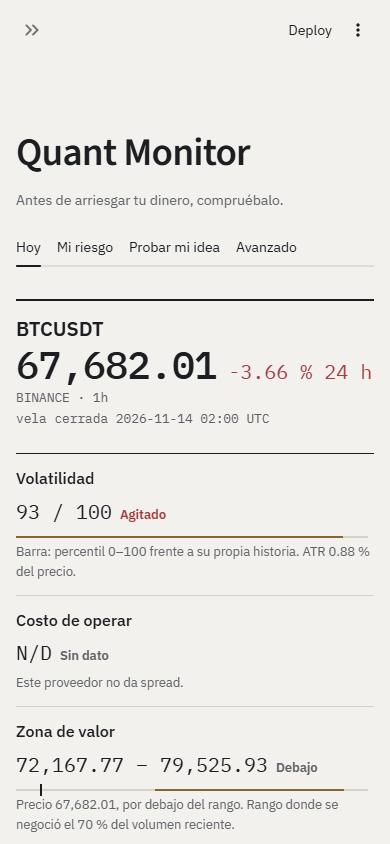 Deploy
Quant Monitor
Antes de arriesgar tu dinero, compruébalo.
Hoy Mi riesgo Probar mi idea Avanzado
BTCUSDT
67,682.01 -3.66 % 24 h
BINANCE · 1h
vela cerrada 2026-11-14 02:00 UTC
Volatilidad
93 / 100 Agitado
Barra: percentil 0–100 frente a su propia historia. ATR 0.88 %
del precio.
Costo de operar
N/D Sin dato
Este proveedor no da spread.
Zona de valor
72,167.77 – 79,525.93 Debajo
Precio 67,682.01, por debajo del rango. Rango donde se
negoció el 70 % del volumen reciente.